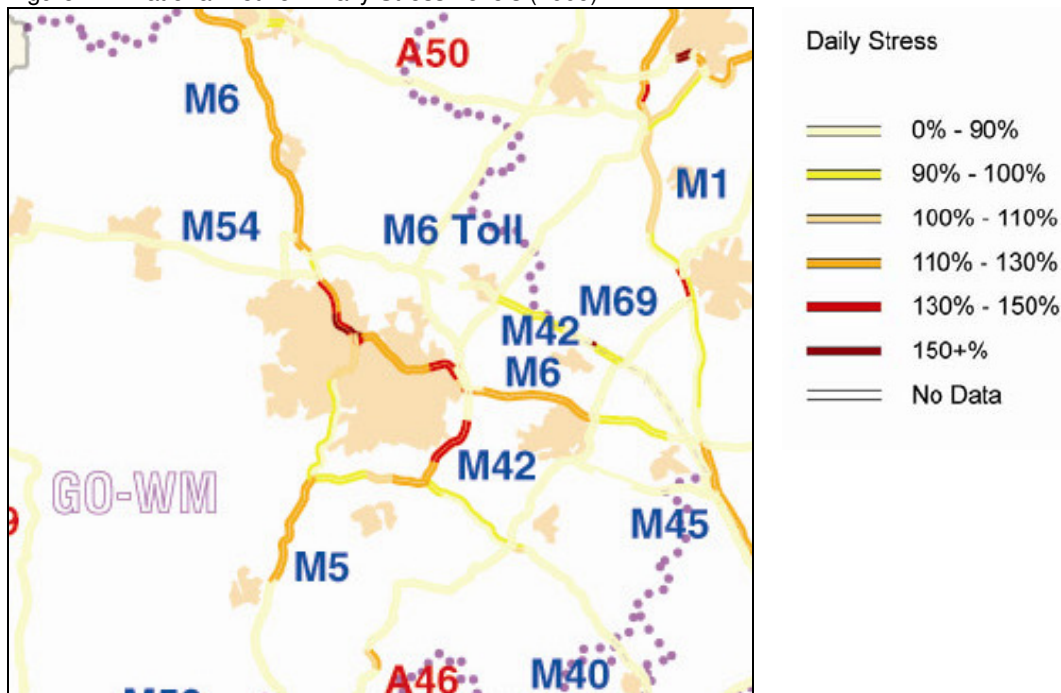 A50
M6
M1
M54
M6 Toll
M69
M42
M6
M42
GO-WM
M45
M5
A46
M40
Daily Stress
0% - 90%
90% - 100%
100% - 110%
110% - 130%
130% - 150%
150+%
No Data